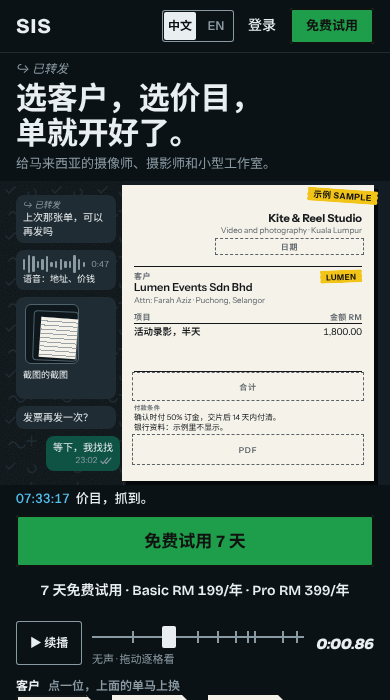 SIS
中文 EN 登录 免费试用
↪ 已转发
选客户，选价目，
单就开好了。
给马来西亚的摄像师、摄影师和小型工作室。
↪ 已转发
上次那张单，可以
再发吗
0:47
语音：地址、价钱
截图的截图
发票再发一次？
等下，我找找
23:02
示例 SAMPLE
Kite & Reel Studio
Video and photography · Kuala Lumpur
日期
客户
LUMEN
Lumen Events Sdn Bhd
Attn: Farah Aziz · Puchong, Selangor
项目 金额 RM
活动录影，半天 1,800.00
合计
付款条件
确认时付 50% 订金，交片后 14 天内付清。
银行资料：示例里不显示。
PDF
07:33:17 价目，抓到。
免费试用 7 天
7 天免费试用 · Basic RM 199/年 · Pro RM 399/年
▶ 续播
0:00.86
无声 · 拖动逐格看
客户 点一位，上面的单马上换